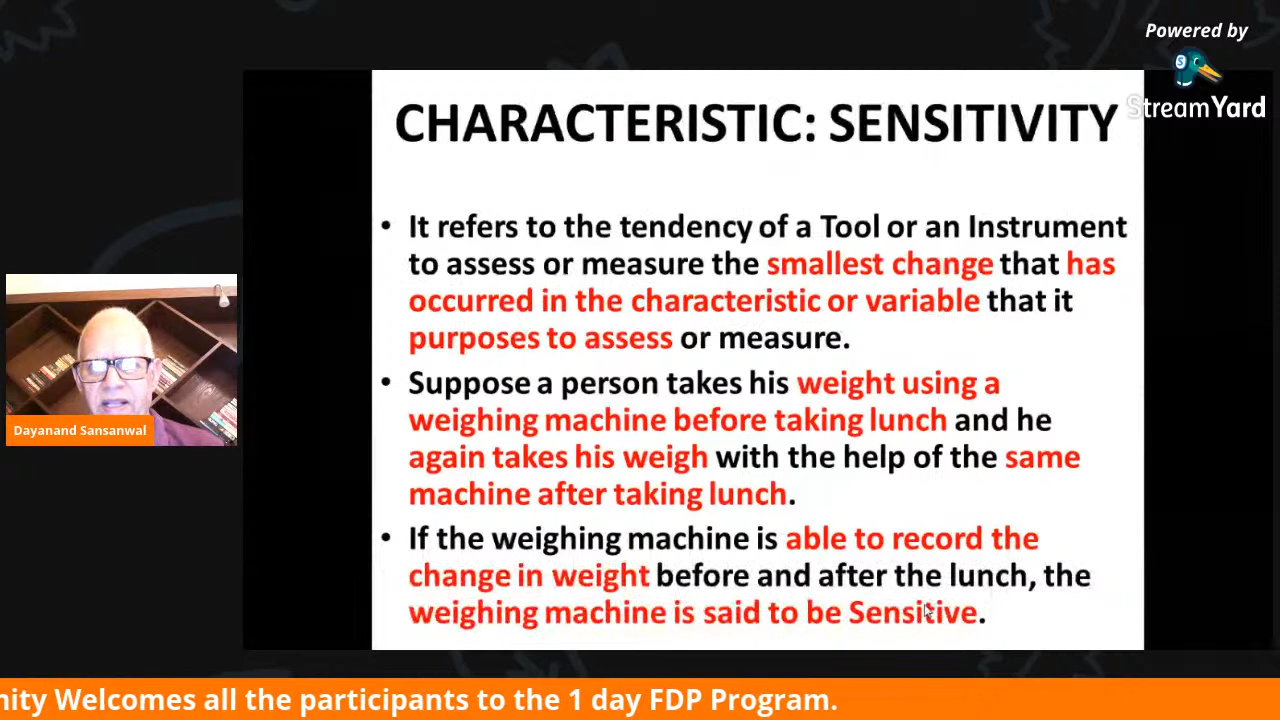 Powered by
StreamYard
CHARACTERISTIC: SENSITIVITY
• It refers to the tendency of a Tool or an Instrument
to assess or measure the smallest change that has
occurred in the characteristic or variable that it
purposes to assess or measure.
• Suppose a person takes his weight using a
weighing machine before taking lunch and he
again takes his weigh with the help of the same
machine after taking lunch.
• If the weighing machine is able to record the
change in weight before and after the lunch, the
weighing machine is said to be Sensitive.
Dayanand Sansanwal
nity Welcomes all the participants to the 1 day FDP Program.